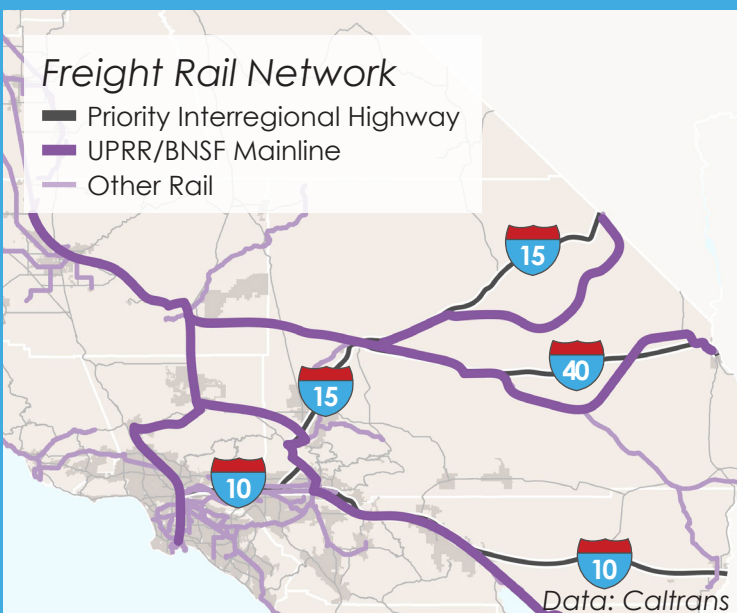 Freight Rail Network
Priority Interregional Highway
UPRR/BNSF Mainline
Other Rail
15
40
15
10
10
Data: Caltrans